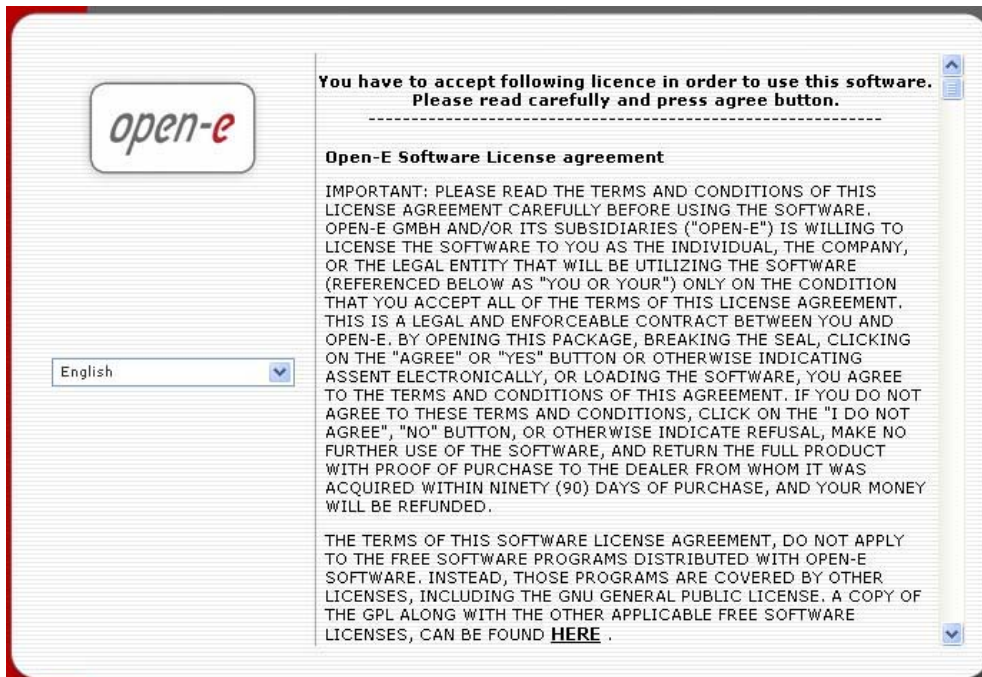 open-e
English
You have to accept following licence in order to use this software.
Please read carefully and press agree button.
------------------------------------------------------------
Open-E Software License agreement
IMPORTANT: PLEASE READ THE TERMS AND CONDITIONS OF THIS
LICENSE AGREEMENT CAREFULLY BEFORE USING THE SOFTWARE.
OPEN-E GMBH AND/OR ITS SUBSIDIARIES ("OPEN-E") IS WILLING TO
LICENSE THE SOFTWARE TO YOU AS THE INDIVIDUAL, THE COMPANY,
OR THE LEGAL ENTITY THAT WILL BE UTILIZING THE SOFTWARE
(REFERENCED BELOW AS "YOU OR YOUR") ONLY ON THE CONDITION
THAT YOU ACCEPT ALL OF THE TERMS OF THIS LICENSE AGREEMENT.
THIS IS A LEGAL AND ENFORCEABLE CONTRACT BETWEEN YOU AND
OPEN-E. BY OPENING THIS PACKAGE, BREAKING THE SEAL, CLICKING
ON THE "AGREE" OR "YES" BUTTON OR OTHERWISE INDICATING
ASSENT ELECTRONICALLY, OR LOADING THE SOFTWARE, YOU AGREE
TO THE TERMS AND CONDITIONS OF THIS AGREEMENT. IF YOU DO NOT
AGREE TO THESE TERMS AND CONDITIONS, CLICK ON THE "I DO NOT
AGREE", "NO" BUTTON, OR OTHERWISE INDICATE REFUSAL, MAKE NO
FURTHER USE OF THE SOFTWARE, AND RETURN THE FULL PRODUCT
WITH PROOF OF PURCHASE TO THE DEALER FROM WHOM IT WAS
ACQUIRED WITHIN NINETY (90) DAYS OF PURCHASE, AND YOUR MONEY
WILL BE REFUNDED.
THE TERMS OF THIS SOFTWARE LICENSE AGREEMENT, DO NOT APPLY
TO THE FREE SOFTWARE PROGRAMS DISTRIBUTED WITH OPEN-E
SOFTWARE. INSTEAD, THOSE PROGRAMS ARE COVERED BY OTHER
LICENSES, INCLUDING THE GNU GENERAL PUBLIC LICENSE. A COPY OF
THE GPL ALONG WITH THE OTHER APPLICABLE FREE SOFTWARE
LICENSES, CAN BE FOUND HERE .